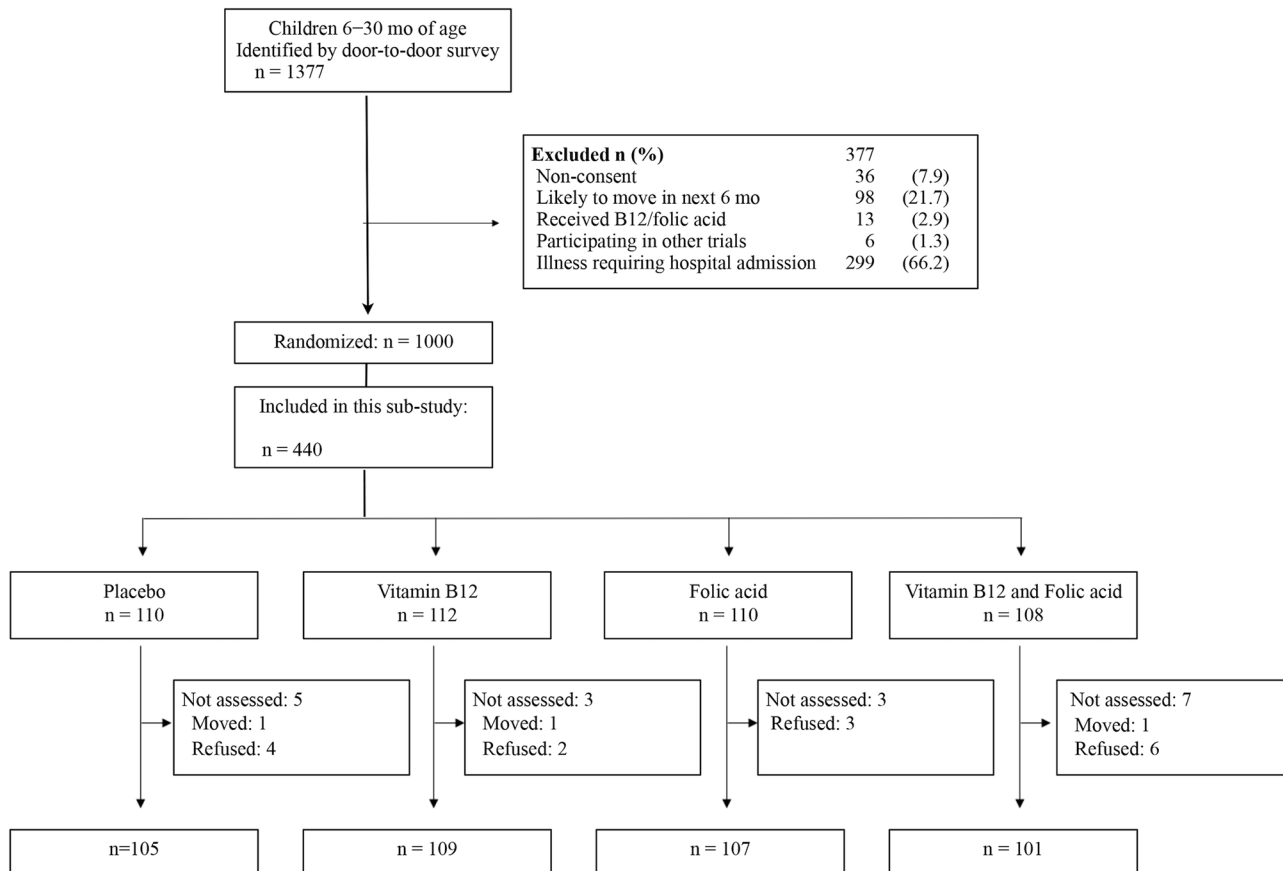 Children 6−30 mo of age
Identified by door-to-door survey
n = 1377
Excluded n (%) 377
Non-consent 36 (7.9)
Likely to move in next 6 mo 98 (21.7)
Received B12/folic acid 13 (2.9)
Participating in other trials 6 (1.3)
Illness requiring hospital admission 299 (66.2)
Randomized: n = 1000
Included in this sub-study:
n = 440
Placebo
n = 110
Vitamin B12
n = 112
Folic acid
n = 110
Vitamin B12 and Folic acid
n = 108
Not assessed: 5
Moved: 1
Refused: 4
Not assessed: 3
Moved: 1
Refused: 2
Not assessed: 3
Refused: 3
Not assessed: 7
Moved: 1
Refused: 6
n=105
n = 109
n = 107
n = 101